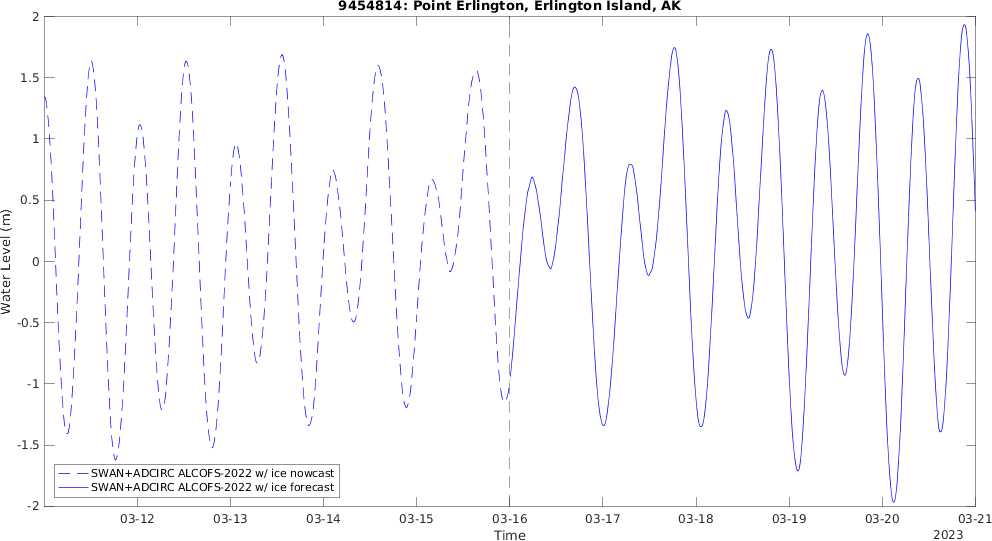 9454814: Point Erlington, Erlington Island, AK
2
1.5
1
0.5
0
-0.5
-1
-1.5
-2
Water Level (m)
SWAN+ADCIRC ALCOFS-2022 w/ ice nowcast
SWAN+ADCIRC ALCOFS-2022 w/ ice forecast
03-12 03-13 03-14 03-15 03-16 03-17 03-18 03-19 03-20 03-21
Time
2023